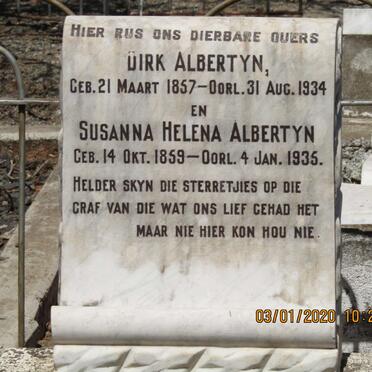 HIER RUS ONS DIERBARE OUERS
DIRK ALBERTYN,
GEB. 21 MAART 1857—OORL. 31 AUG. 1934
EN
SUSANNA HELENA ALBERTYN
GEB. 14 OKT. 1859—OORL. 4 JAN. 1935.
HELDER SKYN DIE STERRETJIES OP DIE
GRAF VAN DIE WAT ONS LIEF GEHAD HET
MAAR NIE HIER KON HOU NIE.
03/01/2020